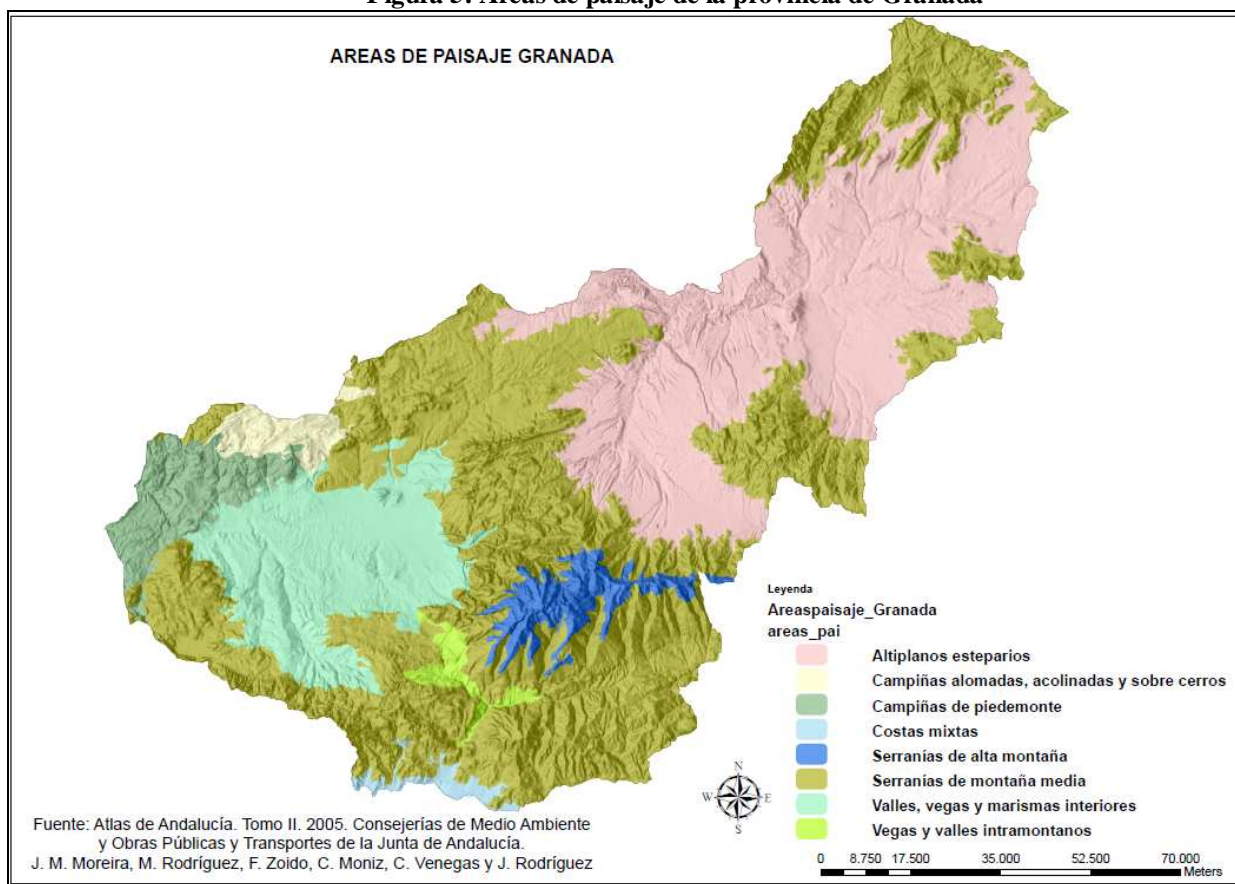 Figura 3: Áreas de paisaje de la provincia de Granada
AREAS DE PAISAJE GRANADA
Leyenda
Areaspaisaje_Granada
areas_pai
Altiplanos esteparios
Campiñas alomadas, acolinadas y sobre cerros
Campiñas de piedemonte
Costas mixtas
Serranías de alta montaña
Serranías de montaña media
Valles, vegas y marismas interiores
Vegas y valles intramontanos
N
W E
S
0 8.750 17.500 35.000 52.500 70.000
Meters
Fuente: Atlas de Andalucía. Tomo II. 2005. Consejerías de Medio Ambiente
y Obras Públicas y Transportes de la Junta de Andalucía.
J. M. Moreira, M. Rodríguez, F. Zoido, C. Moniz, C. Venegas y J. Rodríguez